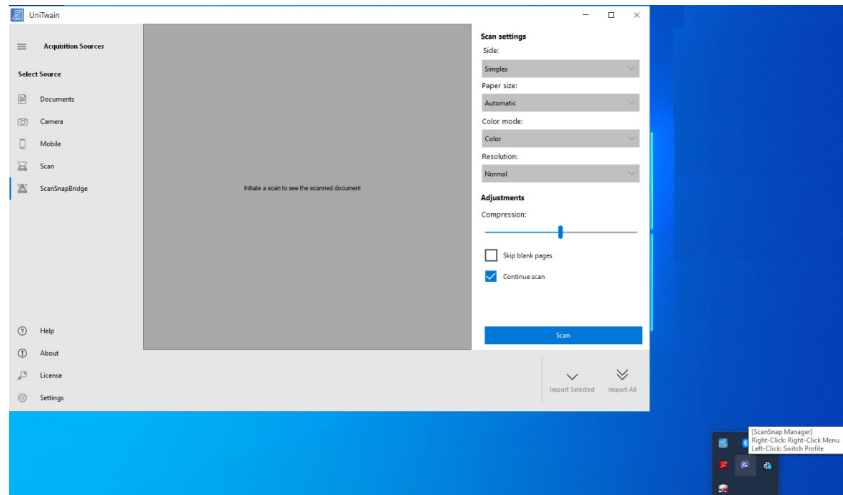 UniTwain
Acquisition Sources
Select Source
Documents
Camera
Mobile
Scan
ScanSnapBridge
Help
About
License
Settings
Initiate a scan to see the scanned document
Scan settings
Side:
Simplex
Paper size:
Automatic
Color mode:
Color
Resolution:
Normal
Adjustments
Compression:
Skip blank pages
Continue scan
Scan
Import Selected
Import All
[ScanSnap Manager]
Right-Click: Right-Click Menu
Left-Click: Switch Profile